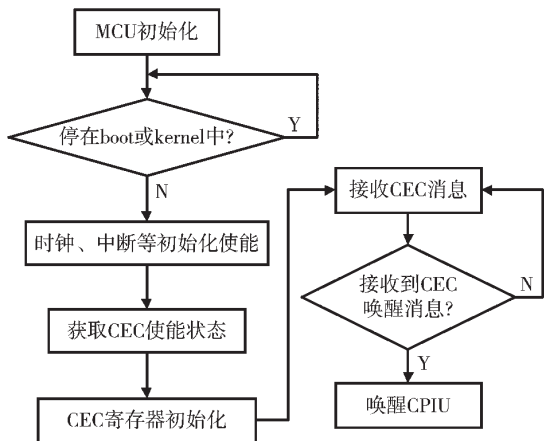 MCU初始化
停在boot或kernel中?
Y
N
时钟、中断等初始化使能
获取CEC使能状态
CEC寄存器初始化
接收CEC消息
接收到CEC
唤醒消息?
N
Y
唤醒CPIU